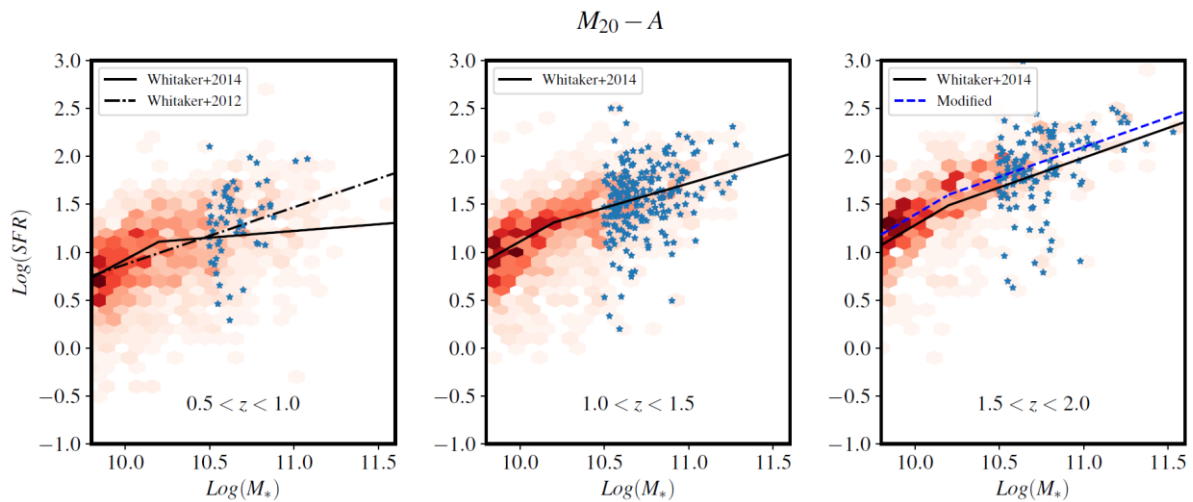 M₂₀ − A
Whitaker+2014
Whitaker+2012
Log(SFR)
3.0
2.5
2.0
1.5
1.0
0.5
0.0
−0.5
−1.0
0.5 < z < 1.0
10.0 10.5 11.0 11.5
Log(M*)
Whitaker+2014
3.0
2.5
2.0
1.5
1.0
0.5
0.0
−0.5
−1.0
1.0 < z < 1.5
10.0 10.5 11.0 11.5
Log(M*)
Whitaker+2014
Modified
3.0
2.5
2.0
1.5
1.0
0.5
0.0
−0.5
−1.0
1.5 < z < 2.0
10.0 10.5 11.0 11.5
Log(M*)